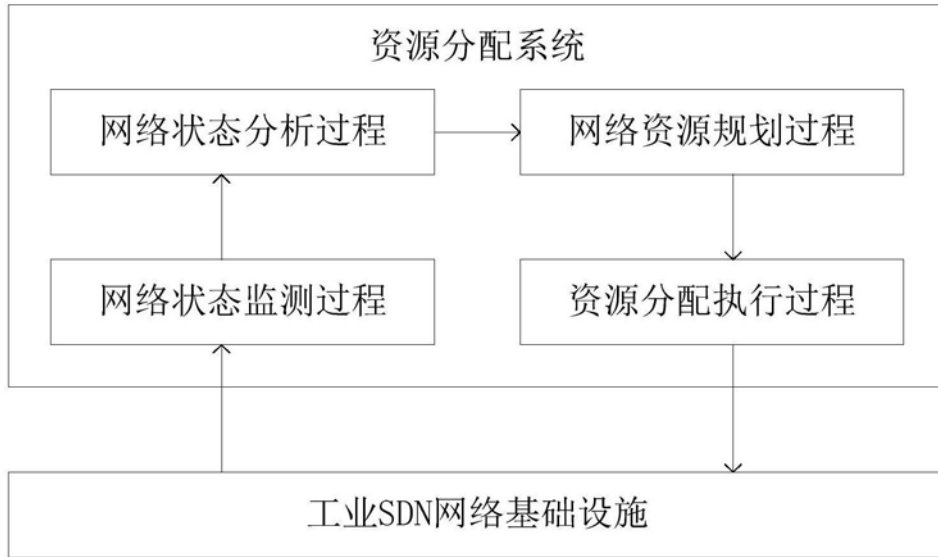 资源分配系统
网络状态分析过程
网络资源规划过程
网络状态监测过程
资源分配执行过程
工业SDN网络基础设施